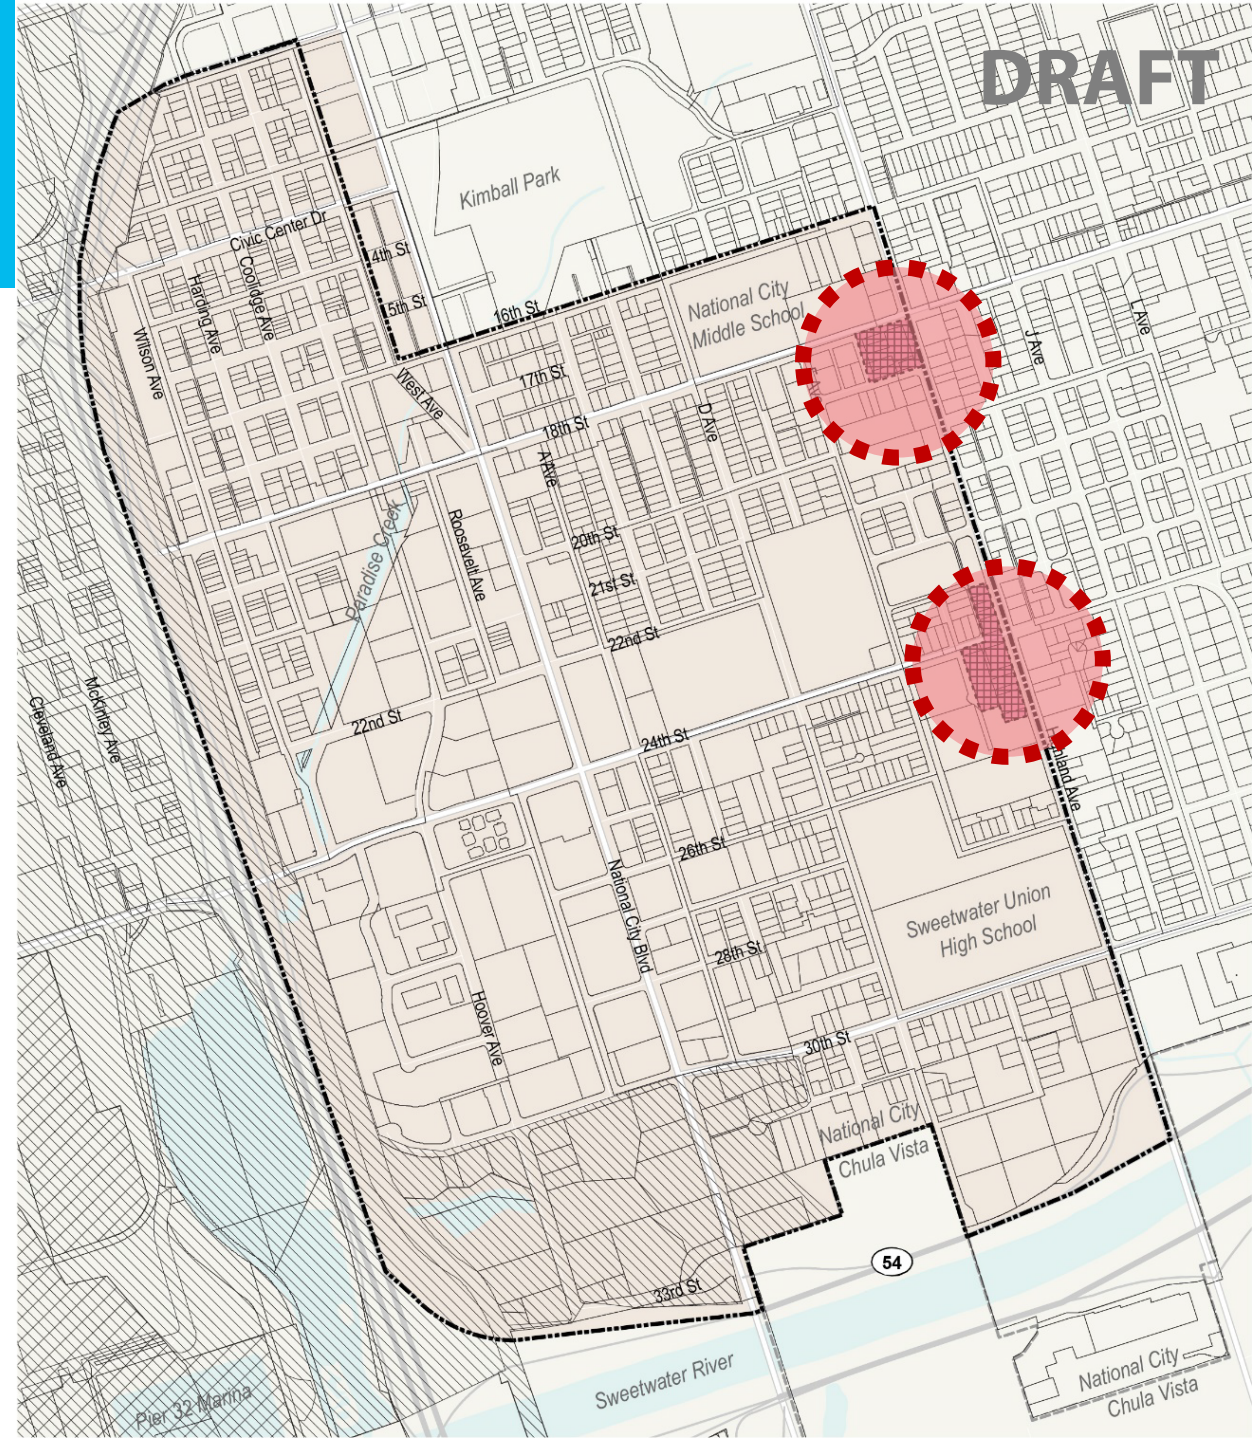 DRAFT
Kimball Park
Civic Center Dr
14th St
15th St
16th St
National City
Middle School
Harding Ave
Coolidge Ave
Wilson Ave
West Ave
17th St
18th St
J Ave
L Ave
D Ave
A Ave
Paradise Creek
Roosevelt Ave
20th St
21st St
22nd St
22nd St
24th St
McKinley Ave
Cleveland Ave
26th St
National City Blvd
Sweetwater Union
High School
28th St
Hoover Ave
30th St
National City
Chula Vista
54
33rd St
Sweetwater River
Pier 32 Marina
National City
Chula Vista